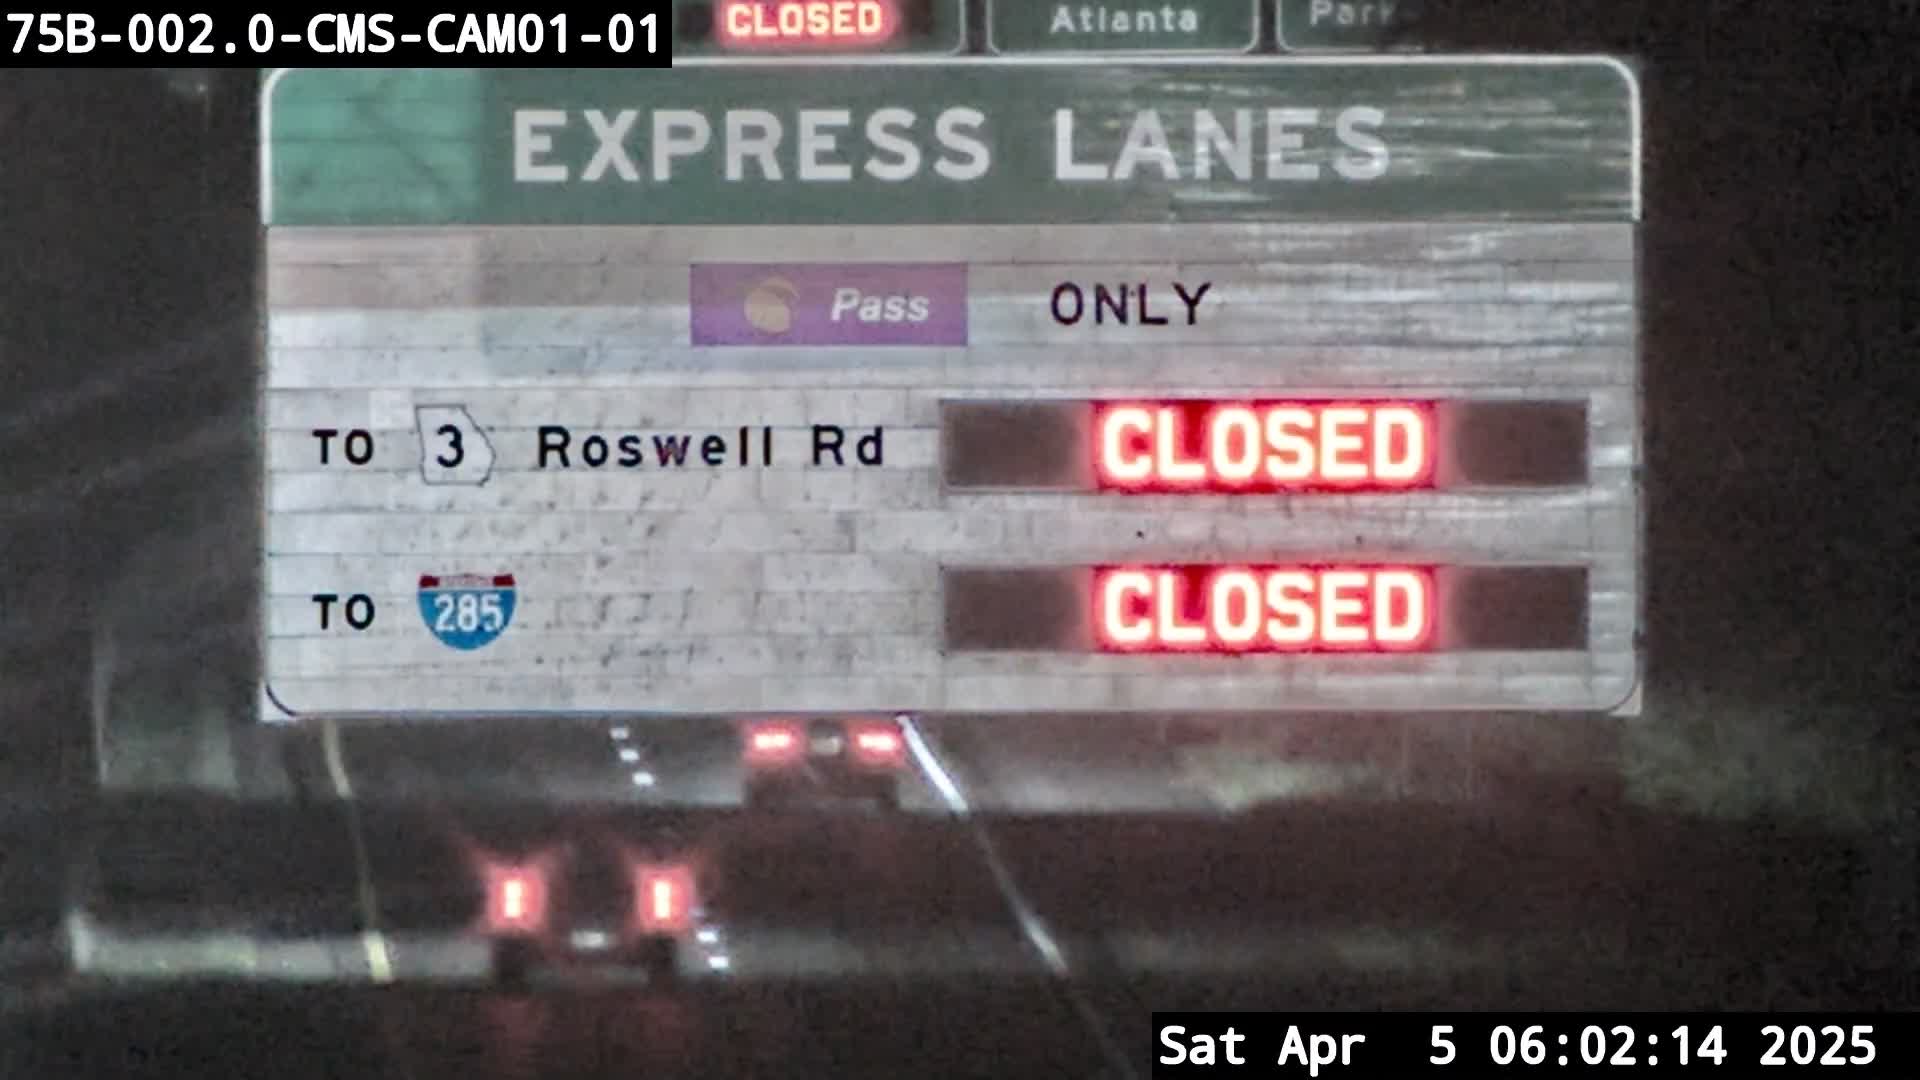 75B-002.0-CMS-CAM01-01
CLOSED
Atlanta
Park
EXPRESS LANES
Pass ONLY
TO 3 Roswell Rd CLOSED
TO 285 CLOSED
Sat Apr 5 06:02:14 2025